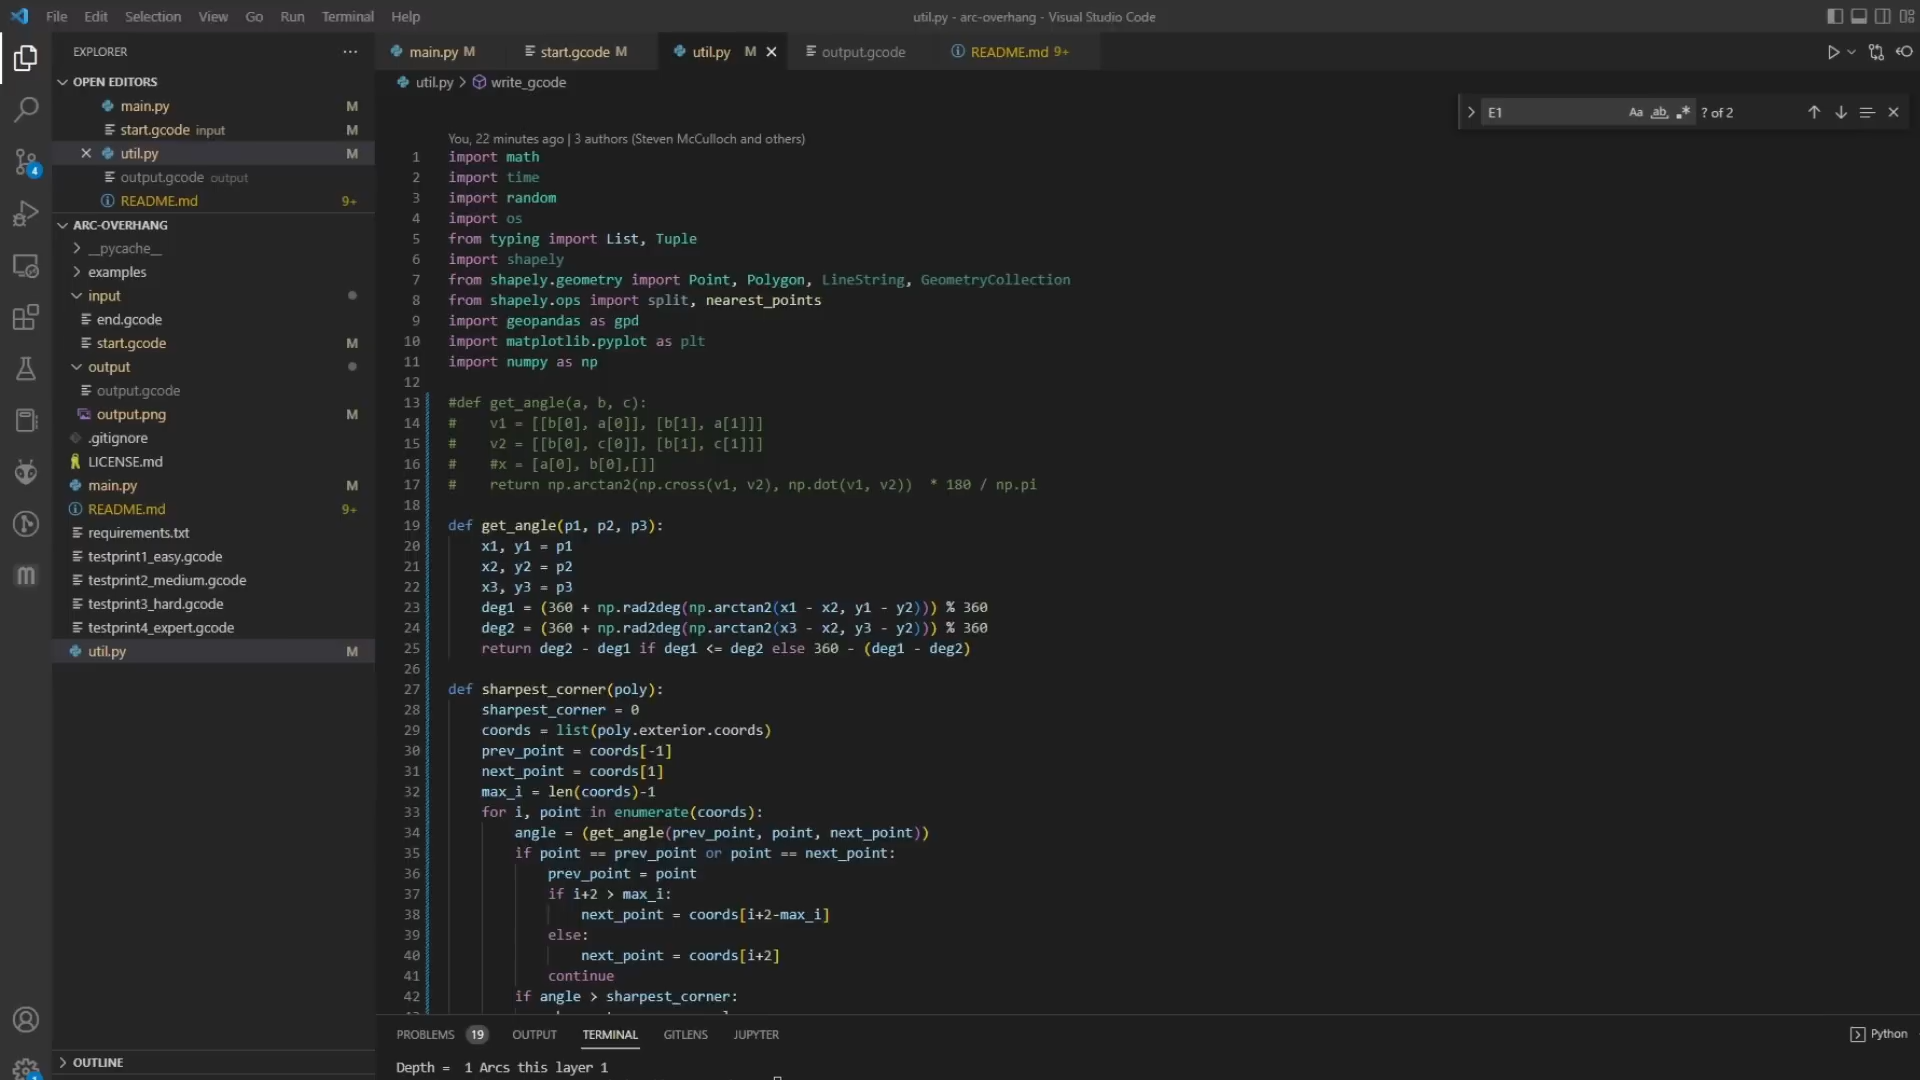 File Edit Selection View Go Run Terminal Help
util.py - arc-overhang - Visual Studio Code
EXPLORER
OPEN EDITORS
main.py M
start.gcode input M
util.py M
output.gcode output
README.md 9+
ARC-OVERHANG
__pycache__
examples
input
end.gcode
start.gcode M
output
output.gcode
output.png M
.gitignore
LICENSE.md
main.py M
README.md 9+
requirements.txt
testprint1_easy.gcode
testprint2_medium.gcode
testprint3_hard.gcode
testprint4_expert.gcode
util.py M
OUTLINE
4
main.py M start.gcode M util.py M output.gcode README.md 9+
util.py > write_gcode
E1 Aa ab .* ? of 2
You, 22 minutes ago | 3 authors (Steven McCulloch and others)
1 import math
2 import time
3 import random
4 import os
5 from typing import List, Tuple
6 import shapely
7 from shapely.geometry import Point, Polygon, LineString, GeometryCollection
8 from shapely.ops import split, nearest_points
9 import geopandas as gpd
10 import matplotlib.pyplot as plt
11 import numpy as np
12
13 #def get_angle(a, b, c):
14 #    v1 = [[b[0], a[0]], [b[1], a[1]]]
15 #    v2 = [[b[0], c[0]], [b[1], c[1]]]
16 #    #x = [a[0], b[0],[]]
17 #    return np.arctan2(np.cross(v1, v2), np.dot(v1, v2))  * 180 / np.pi
18
19 def get_angle(p1, p2, p3):
20     x1, y1 = p1
21     x2, y2 = p2
22     x3, y3 = p3
23     deg1 = (360 + np.rad2deg(np.arctan2(x1 - x2, y1 - y2))) % 360
24     deg2 = (360 + np.rad2deg(np.arctan2(x3 - x2, y3 - y2))) % 360
25     return deg2 - deg1 if deg1 <= deg2 else 360 - (deg1 - deg2)
26
27 def sharpest_corner(poly):
28     sharpest_corner = 0
29     coords = list(poly.exterior.coords)
30     prev_point = coords[-1]
31     next_point = coords[1]
32     max_i = len(coords)-1
33     for i, point in enumerate(coords):
34         angle = (get_angle(prev_point, point, next_point))
35         if point == prev_point or point == next_point:
36             prev_point = point
37             if i+2 > max_i:
38                 next_point = coords[i+2-max_i]
39             else:
40                 next_point = coords[i+2]
41             continue
42         if angle > sharpest_corner:
PROBLEMS 19 OUTPUT TERMINAL GITLENS JUPYTER
Python
Depth =  1 Arcs this layer 1